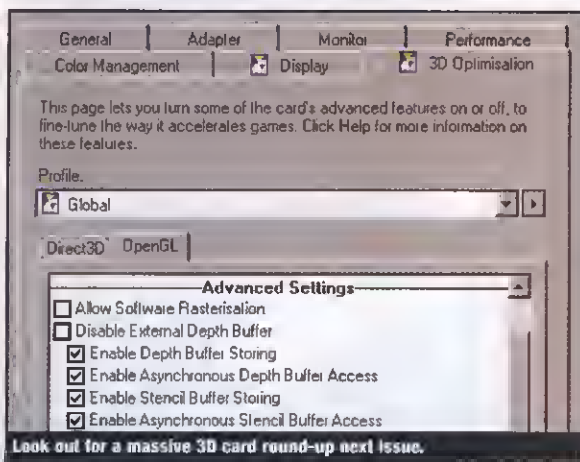 General Adapter Monitor Performance
Color Management Display 3D Optimisation
This page lets you turn some of the card's advanced features on or off, to
fine-tune the way it accelerates games. Click Help for more information on
these features.
Profile.
Global
Direct3D OpenGL
Advanced Settings
Allow Software Rasterisation
Disable External Depth Buffer
Enable Depth Buffer Storing
Enable Asynchronous Depth Buffer Access
Enable Stencil Buffer Storing
Enable Asynchronous Stencil Buffer Access
Look out for a massive 3D card round-up next issue.